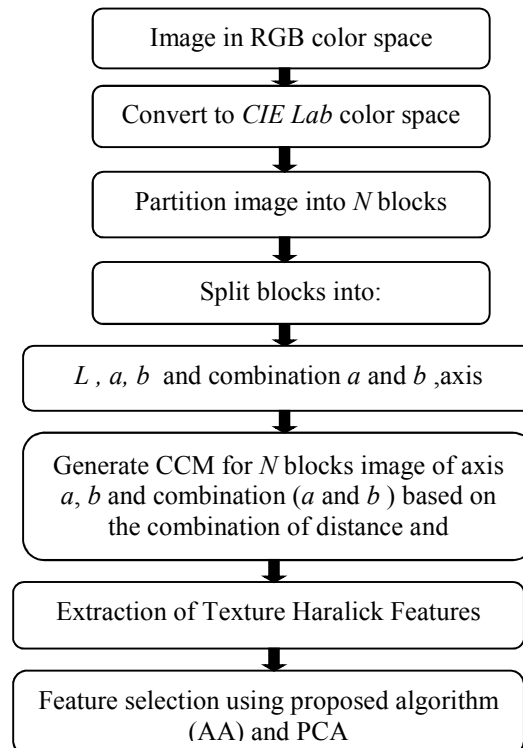 Image in RGB color space
Convert to CIE Lab color space
Partition image into N blocks
Split blocks into:
L , a, b and combination a and b ,axis
Generate CCM for N blocks image of axis
a, b and combination (a and b ) based on
the combination of distance and
Extraction of Texture Haralick Features
Feature selection using proposed algorithm
(AA) and PCA